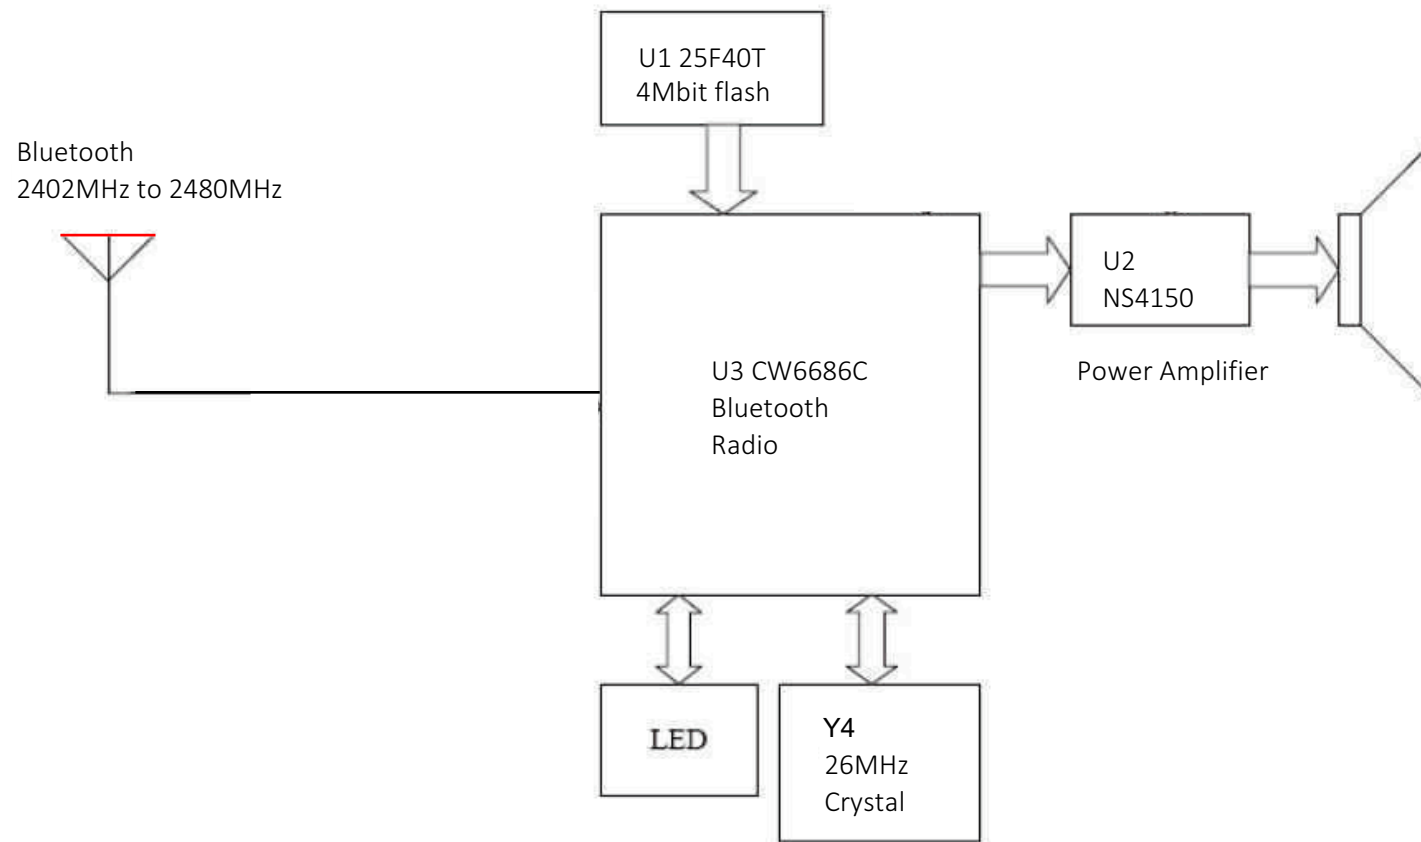 U1 25F40T
4Mbit flash
Bluetooth
2402MHz to 2480MHz
U2
NS4150
Power Amplifier
U3 CW6686C
Bluetooth
Radio
LED
Y4
26MHz
Crystal